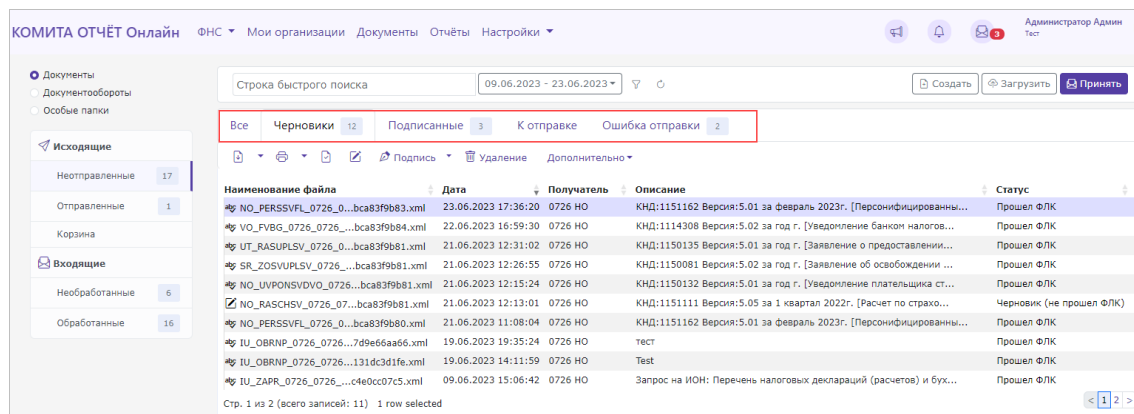 КОМИТА ОТЧЁТ Онлайн ФНС Мои организации Документы Отчёты Настройки 3 Администратор Админ
Тест
Документы
Документообороты
Особые папки
Строка быстрого поиска 09.06.2023 - 23.06.2023 Создать Загрузить Принять
Все Черновики 12 Подписанные 3 К отправке Ошибка отправки 2
Исходящие
Неотправленные 17
Отправленные 1
Корзина
Входящие
Необработанные 6
Обработанные 16
Подпись Удаление Дополнительно
Наименование файла Дата Получатель Описание Статус
NO_PERSSVFL_0726_0...bca83f9b83.xml 23.06.2023 17:36:20 0726 НО КНД:1151162 Версия:5.01 за февраль 2023г. [Персонифицированны... Прошел ФЛК
VO_FVBG_0726_0726_...bca83f9b84.xml 22.06.2023 16:59:30 0726 НО КНД:1114308 Версия:5.02 за год г. [Уведомление банком налогов... Прошел ФЛК
UT_RASUPLSV_0726_0...bca83f9b81.xml 21.06.2023 12:31:02 0726 НО КНД:1150135 Версия:5.01 за год г. [Заявление о предоставлении... Прошел ФЛК
SR_ZOSVUPLSV_0726_...bca83f9b81.xml 21.06.2023 12:26:55 0726 НО КНД:1150081 Версия:5.02 за год г. [Заявление об освобождении ... Прошел ФЛК
NO_UVPONSVDVO_0726...bca83f9b81.xml 21.06.2023 12:15:24 0726 НО КНД:1150132 Версия:5.01 за год г. [Уведомление плательщика ст... Прошел ФЛК
NO_RASCHSV_0726_07...bca83f9b81.xml 21.06.2023 12:13:01 0726 НО КНД:1151111 Версия:5.05 за 1 квартал 2022г. [Расчет по страхо... Черновик (не прошел ФЛК)
NO_PERSSVFL_0726_0...bca83f9b80.xml 21.06.2023 11:08:04 0726 НО КНД:1151162 Версия:5.01 за февраль 2023г. [Персонифицированны... Прошел ФЛК
IU_OBRNP_0726_0726...7d9e66aa66.xml 19.06.2023 19:35:24 0726 НО тест Прошел ФЛК
IU_OBRNP_0726_0726...131dc3d1fe.xml 19.06.2023 14:11:59 0726 НО Test Прошел ФЛК
IU_ZAPR_0726_0726_...c4e0cc07c5.xml 09.06.2023 15:06:42 0726 НО Запрос на ИОН: Перечень налоговых деклараций (расчетов) и бух... Прошел ФЛК
Стр. 1 из 2 (всего записей: 11) 1 row selected < 1 2 >